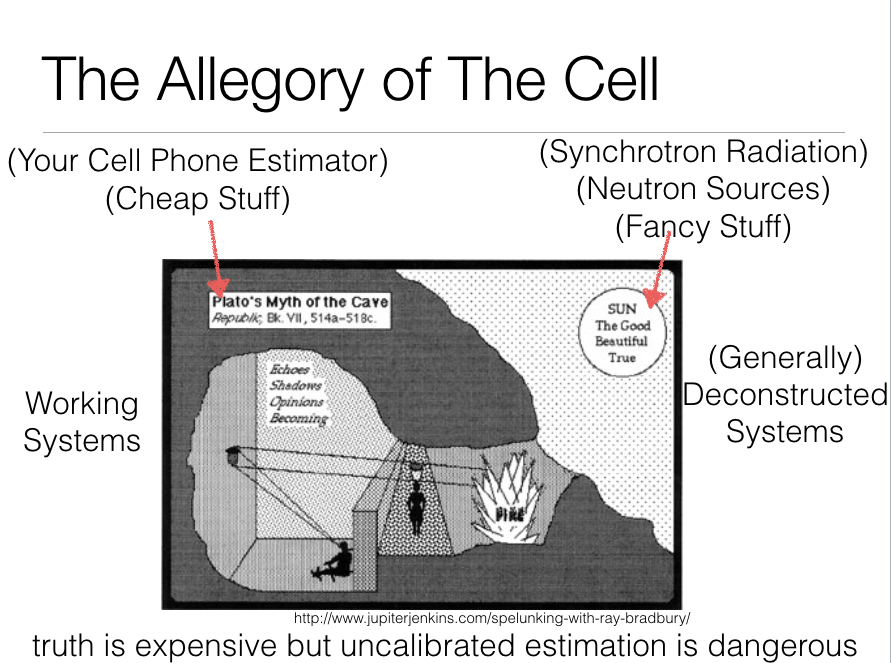 The Allegory of The Cell
(Your Cell Phone Estimator)
(Cheap Stuff)
(Synchrotron Radiation)
(Neutron Sources)
(Fancy Stuff)
Plato's Myth of the Cave
Republic, Bk. VII, 514a-518c.
SUN
The Good
Beautiful
True
Echoes
Shadows
Opinions
Becoming
FIRE
Working
Systems
(Generally)
Deconstructed
Systems
http://www.jupiterjenkins.com/spelunking-with-ray-bradbury/
truth is expensive but uncalibrated estimation is dangerous